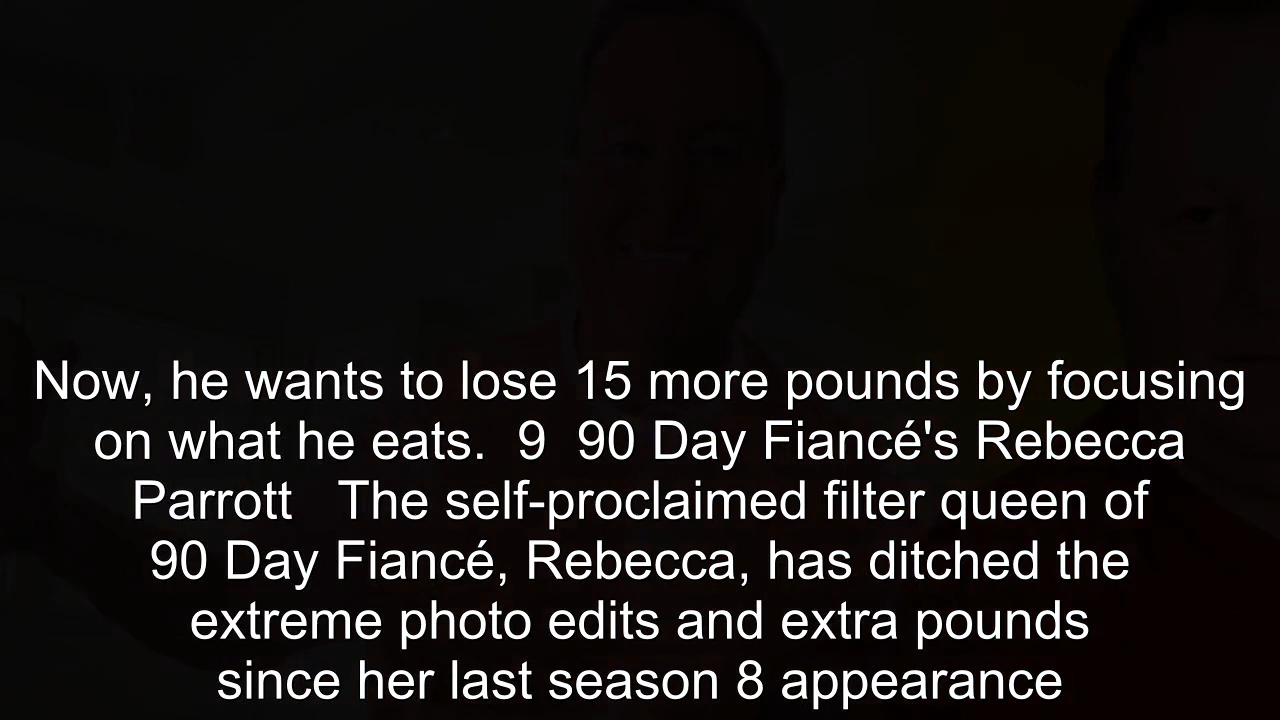 Now, he wants to lose 15 more pounds by focusing
on what he eats.  9  90 Day Fiancé's Rebecca
Parrott   The self-proclaimed filter queen of
90 Day Fiancé, Rebecca, has ditched the
extreme photo edits and extra pounds
since her last season 8 appearance